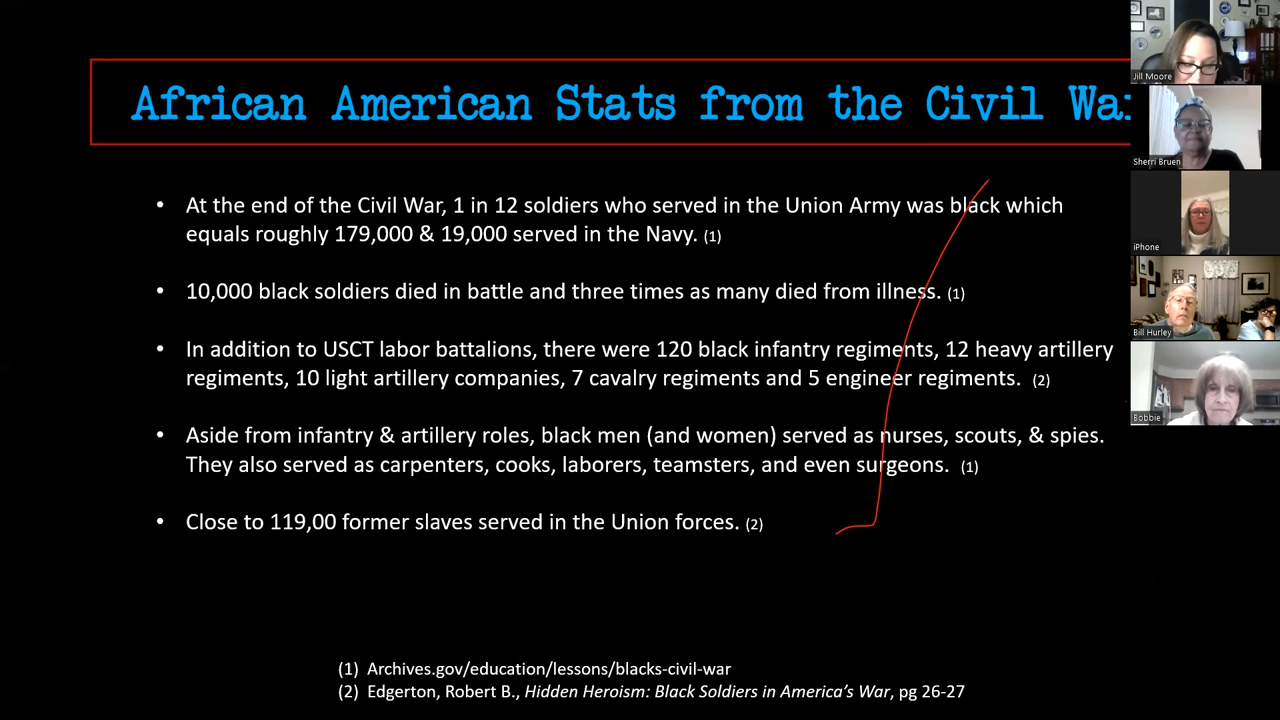 African American Stats from the Civil War
• At the end of the Civil War, 1 in 12 soldiers who served in the Union Army was black which
equals roughly 179,000 & 19,000 served in the Navy. (1)
• 10,000 black soldiers died in battle and three times as many died from illness. (1)
• In addition to USCT labor battalions, there were 120 black infantry regiments, 12 heavy artillery
regiments, 10 light artillery companies, 7 cavalry regiments and 5 engineer regiments. (2)
• Aside from infantry & artillery roles, black men (and women) served as nurses, scouts, & spies.
They also served as carpenters, cooks, laborers, teamsters, and even surgeons. (1)
• Close to 119,00 former slaves served in the Union forces. (2)
(1) Archives.gov/education/lessons/blacks-civil-war
(2) Edgerton, Robert B., Hidden Heroism: Black Soldiers in America's War, pg 26-27
Jill Moore
Sherri Bruen
iPhone
Bill Hurley
Bobbie